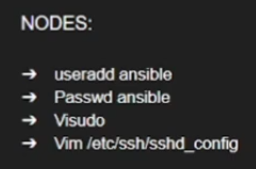 NODES:
→ useradd ansible
→ Passwd ansible
→ Visudo
→ Vim /etc/ssh/sshd_config